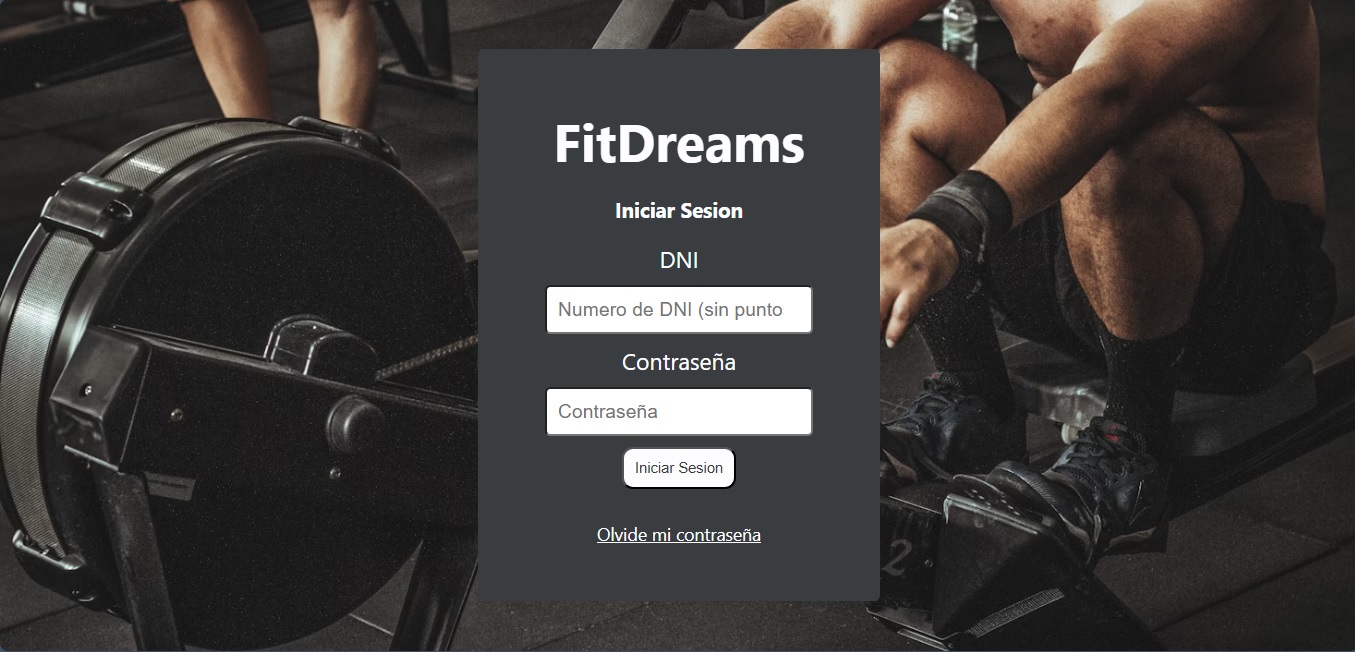 FitDreams
Iniciar Sesion
DNI
Numero de DNI (sin punto
Contraseña
Contraseña
Iniciar Sesion
Olvide mi contraseña
2